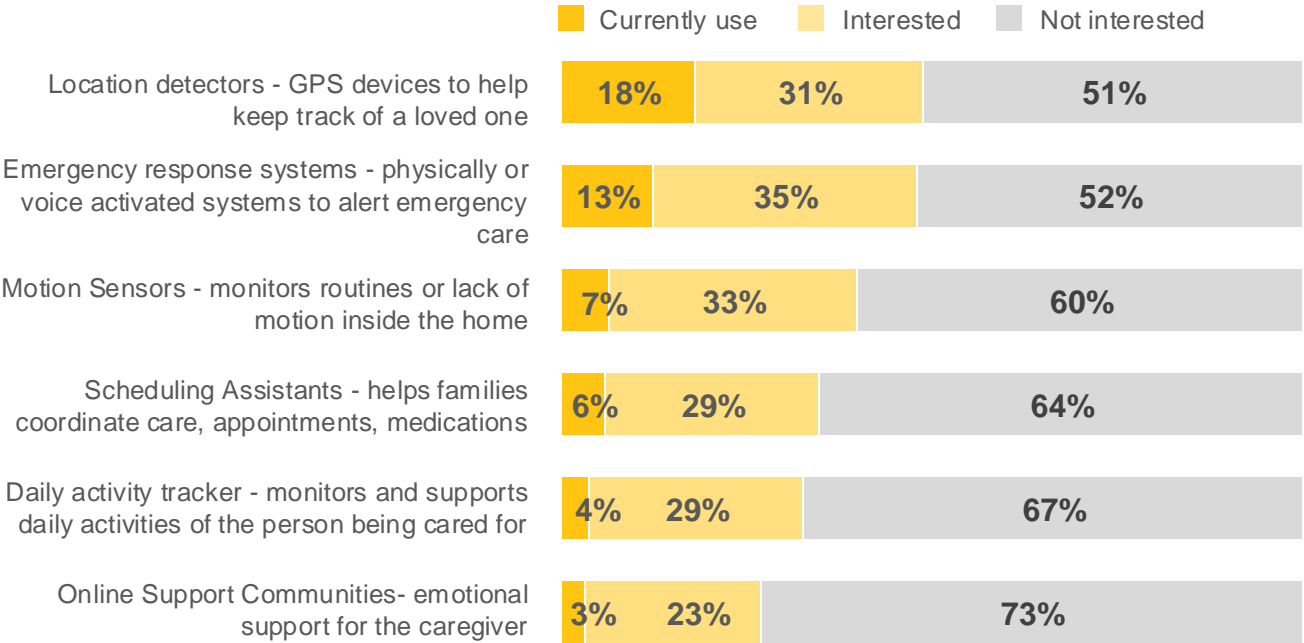 Currently use Interested Not interested
Location detectors - GPS devices to help
keep track of a loved one
18% 31% 51%
Emergency response systems - physically or
voice activated systems to alert emergency
care
13% 35% 52%
Motion Sensors - monitors routines or lack of
motion inside the home
7% 33% 60%
Scheduling Assistants - helps families
coordinate care, appointments, medications
6% 29% 64%
Daily activity tracker - monitors and supports
daily activities of the person being cared for
4% 29% 67%
Online Support Communities- emotional
support for the caregiver
3% 23% 73%